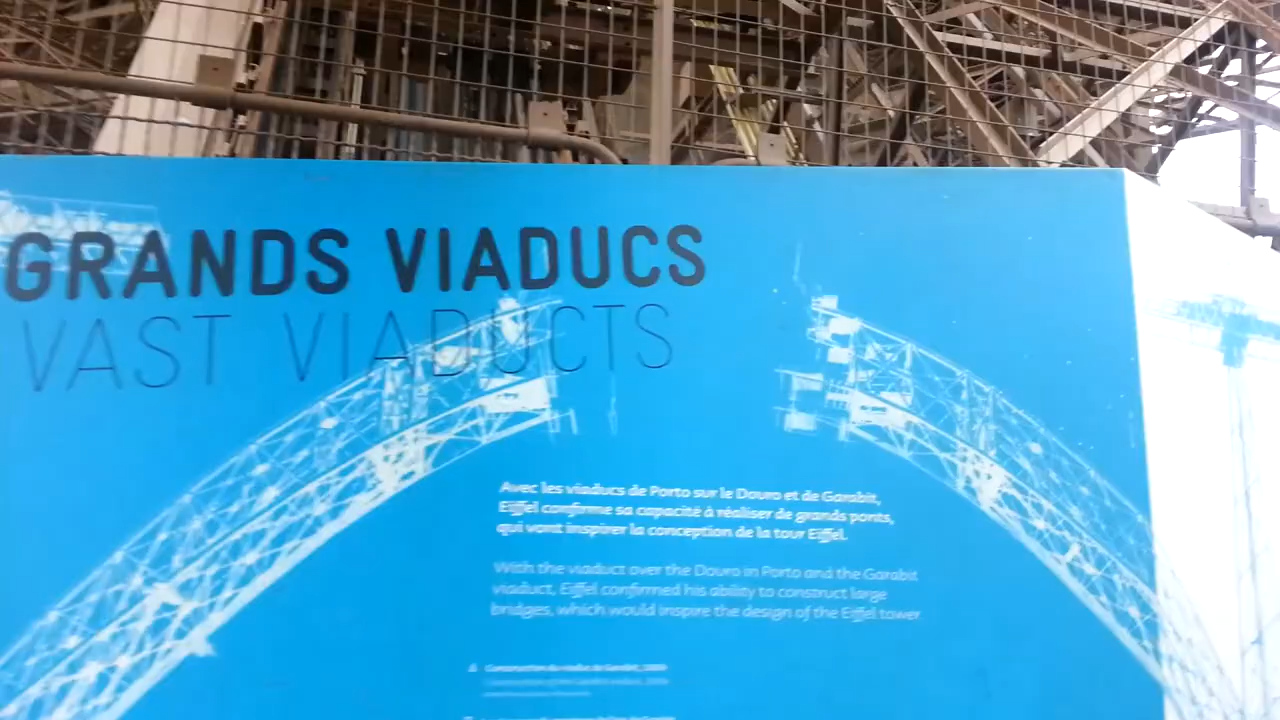 GRANDS VIADUCS
VAST VIADUCTS
Avec les viaducs de Porto sur le Douro et de Garabit,
Eiffel confirme sa capacité à réaliser de grands ponts,
qui vont inspirer la conception de la tour Eiffel.
With the viaduct over the Douro in Porto and the Garabit
viaduct, Eiffel confirmed his ability to construct large
bridges, which would inspire the design of the Eiffel tower.